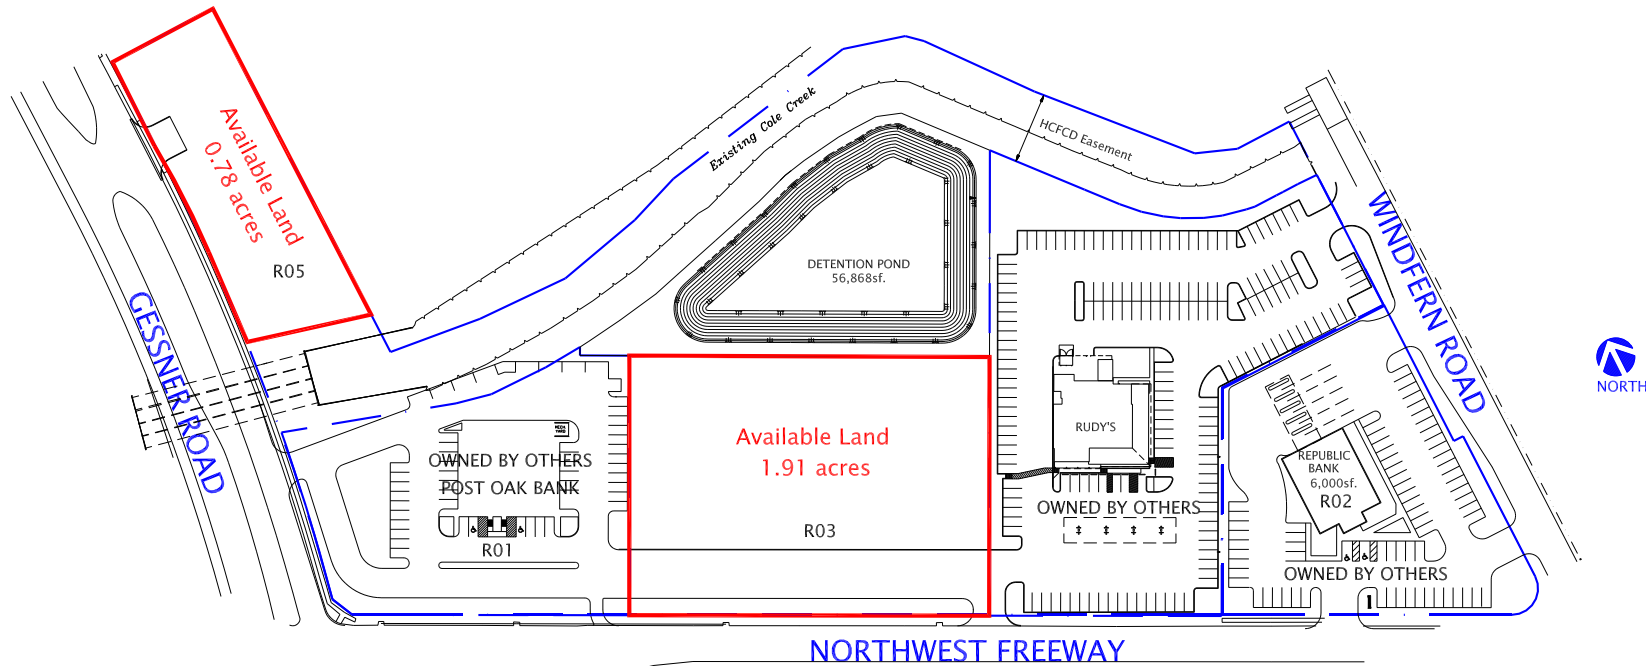 Available Land
0.78 acres
R05
Existing Cole Creek
HCFCD Easement
WINDFERN ROAD
DETENTION POND
56,868sf.
GESSNER ROAD
NORTH
RUDY'S
Available Land
1.91 acres
R03
OWNED BY OTHERS
POST OAK BANK
R01
OWNED BY OTHERS
REPUBLIC
BANK
6,000sf.
R02
OWNED BY OTHERS
NORTHWEST FREEWAY